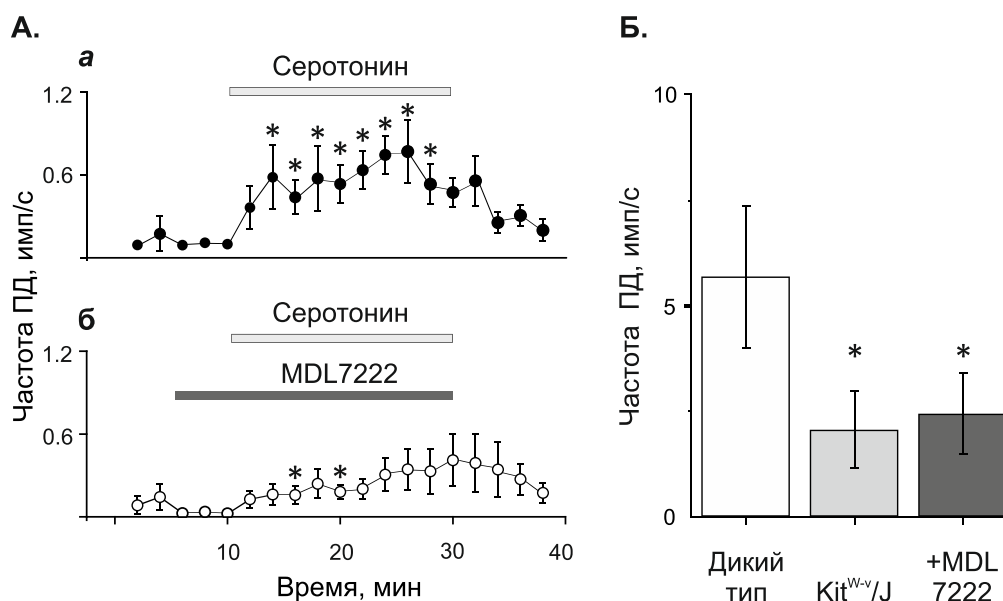 А.
а
Серотонин
1.2
0.6
б
Серотонин
1.2
MDL7222
0.6
10
20
30
40
Время, мин
Частота ПД, имп/с
Б.
10
5
0
Частота ПД, имп/с
*
*
Дикий
тип
Kit^W-v/J
+MDL
7222